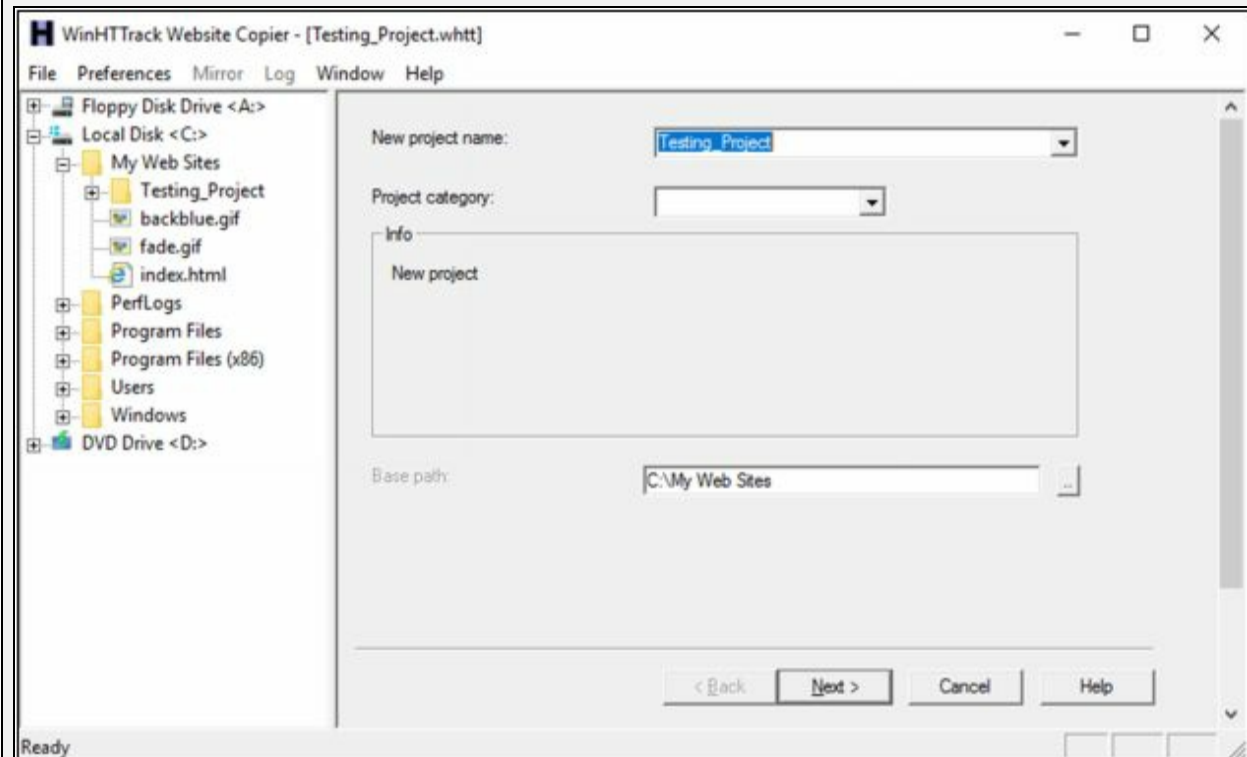 WinHTTrack Website Copier - [Testing_Project.whtt]
File Preferences Mirror Log Window Help
Floppy Disk Drive <A:>
Local Disk <C:>
My Web Sites
Testing_Project
backblue.gif
fade.gif
index.html
PerfLogs
Program Files
Program Files (x86)
Users
Windows
DVD Drive <D:>
New project name: Testing_Project
Project category:
Info
New project
Base path: C:\My Web Sites ..
< Back Next > Cancel Help
Ready